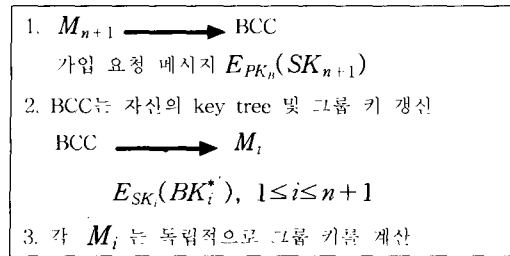 1. M_{n+1} ⟶ BCC
가입 요청 메시지 E_{PK_B}(SK_{n+1})
2. BCC는 자신의 key tree 및 그룹 키 갱신
BCC ⟶ M_i
E_{SK_i}(BK_i^{*'}), 1≤i≤n+1
3. 각 M_i 는 독립적으로 그룹 키를 계산